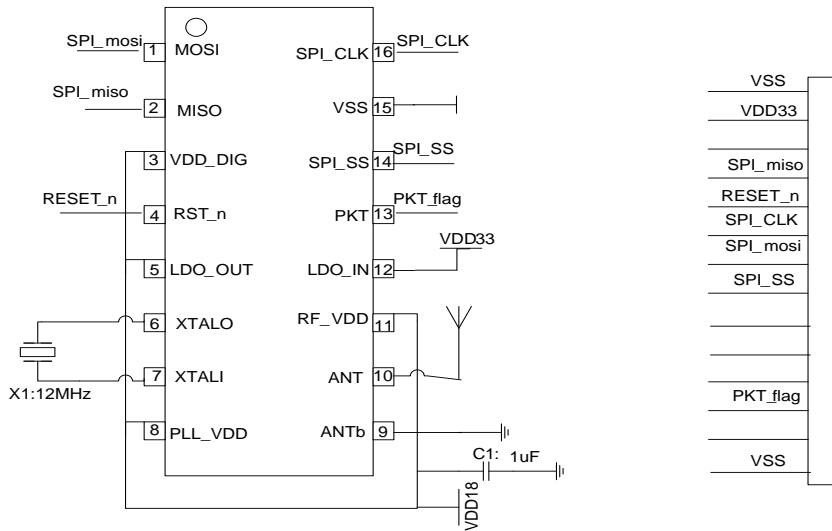 SPI_mosi
1
MOSI
SPI_CLK
16
SPI_CLK
SPI_miso
2
MISO
VSS
15
3
VDD_DIG
SPI_SS
14
SPI_SS
RESET_n
4
RST_n
PKT
13
PKT_flag
VDD33
5
LDO_OUT
LDO_IN
12
6
XTALO
RF_VDD
11
7
XTALI
ANT
10
X1:12MHz
8
PLL_VDD
ANTb
9
C1: 1uF
VDD18
VSS
VDD33
SPI_miso
RESET_n
SPI_CLK
SPI_mosi
SPI_SS
PKT_flag
VSS